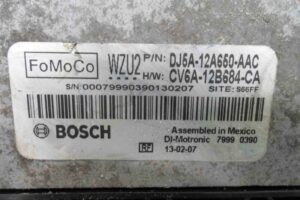 FoMoCo WZU2 P/N: DJ5A-12A650-AAC
H/W: CV6A-12B684-CA
S/N: 00079990390130207 SITE: S66FF
BOSCH Assembled in Mexico
DI-Motronic 7999 0390
13-02-07